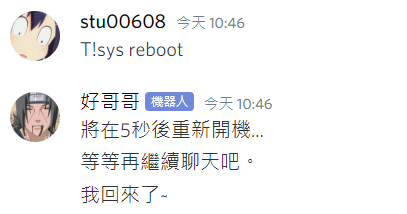 stu00608 今天 10:46
T!sys reboot
好哥哥 機器人 今天 10:46
將在5秒後重新開機...
等等再繼續聊天吧。
我回來了~